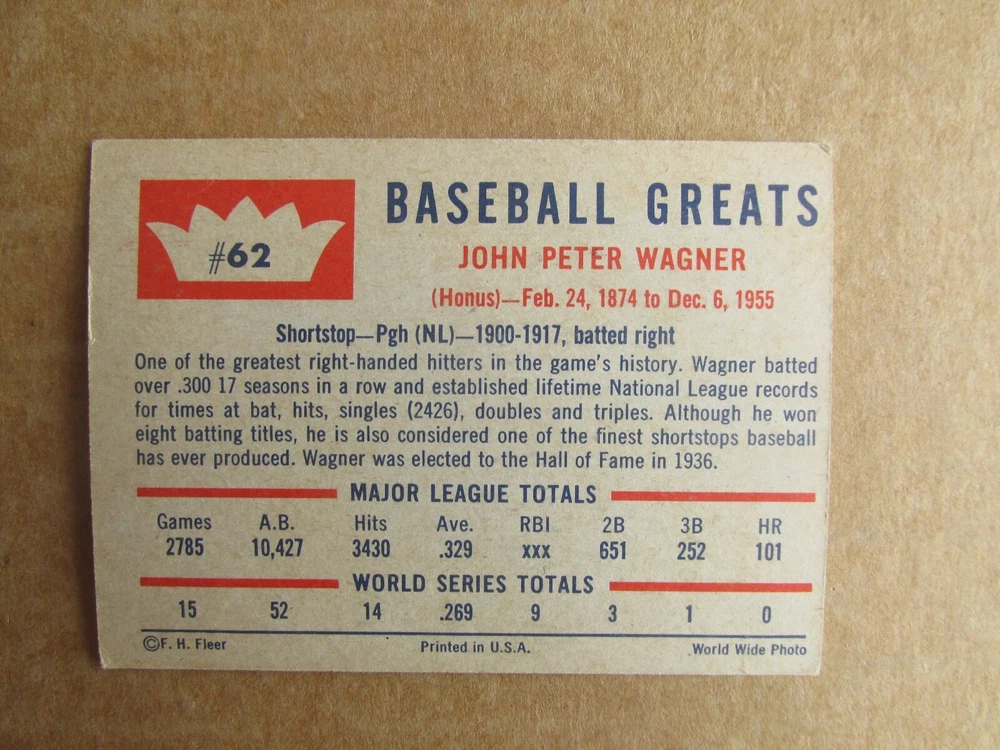 #62
BASEBALL GREATS
JOHN PETER WAGNER
(Honus)—Feb. 24, 1874 to Dec. 6, 1955
Shortstop—Pgh (NL)—1900-1917, batted right
One of the greatest right-handed hitters in the game's history. Wagner batted
over .300 17 seasons in a row and established lifetime National League records
for times at bat, hits, singles (2426), doubles and triples. Although he won
eight batting titles, he is also considered one of the finest shortstops baseball
has ever produced. Wagner was elected to the Hall of Fame in 1936.
MAJOR LEAGUE TOTALS
Games A.B. Hits Ave. RBI 2B 3B HR
2785 10,427 3430 .329 xxx 651 252 101
WORLD SERIES TOTALS
15 52 14 .269 9 3 1 0
©F. H. Fleer Printed in U.S.A. World Wide Photo